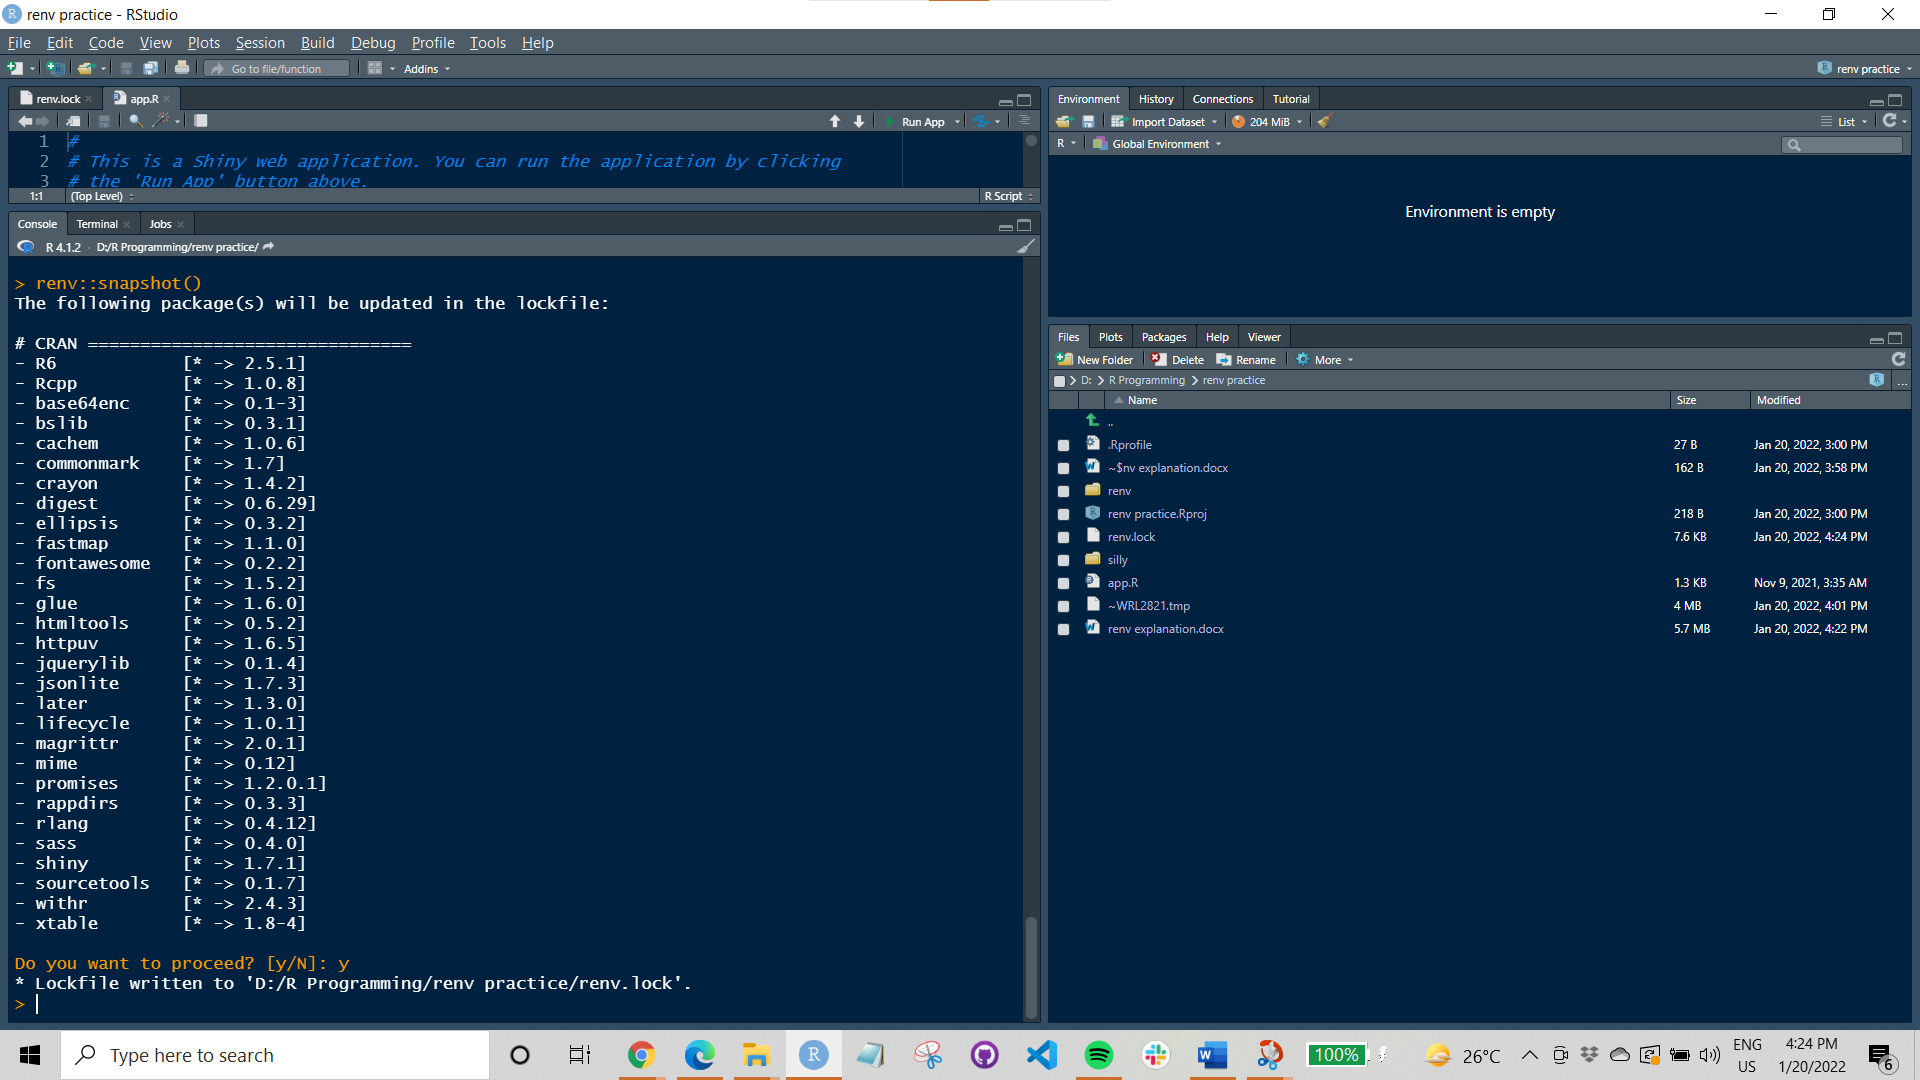 renv practice - RStudio
File Edit Code View Plots Session Build Debug Profile Tools Help
Go to file/function Addins renv practice
renv.lock app.R
Run App
1 #
2 # This is a Shiny web application. You can run the application by clicking
3 # the 'Run App' button above.
1:1 (Top Level) R Script
Console Terminal Jobs
R 4.1.2 · D:/R Programming/renv practice/
> renv::snapshot()
The following package(s) will be updated in the lockfile:
# CRAN ===============================
- R6 [* -> 2.5.1]
- Rcpp [* -> 1.0.8]
- base64enc [* -> 0.1-3]
- bslib [* -> 0.3.1]
- cachem [* -> 1.0.6]
- commonmark [* -> 1.7]
- crayon [* -> 1.4.2]
- digest [* -> 0.6.29]
- ellipsis [* -> 0.3.2]
- fastmap [* -> 1.1.0]
- fontawesome [* -> 0.2.2]
- fs [* -> 1.5.2]
- glue [* -> 1.6.0]
- htmltools [* -> 0.5.2]
- httpuv [* -> 1.6.5]
- jquerylib [* -> 0.1.4]
- jsonlite [* -> 1.7.3]
- later [* -> 1.3.0]
- lifecycle [* -> 1.0.1]
- magrittr [* -> 2.0.1]
- mime [* -> 0.12]
- promises [* -> 1.2.0.1]
- rappdirs [* -> 0.3.3]
- rlang [* -> 0.4.12]
- sass [* -> 0.4.0]
- shiny [* -> 1.7.1]
- sourcetools [* -> 0.1.7]
- withr [* -> 2.4.3]
- xtable [* -> 1.8-4]
Do you want to proceed? [y/N]: y
* Lockfile written to 'D:/R Programming/renv practice/renv.lock'.
>
Environment History Connections Tutorial
Import Dataset 204 MiB List
R Global Environment
Environment is empty
Files Plots Packages Help Viewer
New Folder Delete Rename More
D: R Programming renv practice ...
Name Size Modified
..
.Rprofile 27 B Jan 20, 2022, 3:00 PM
~$nv explanation.docx 162 B Jan 20, 2022, 3:58 PM
renv
renv practice.Rproj 218 B Jan 20, 2022, 3:00 PM
renv.lock 7.6 KB Jan 20, 2022, 4:24 PM
silly
app.R 1.3 KB Nov 9, 2021, 3:35 AM
~WRL2821.tmp 4 MB Jan 20, 2022, 4:01 PM
renv explanation.docx 5.7 MB Jan 20, 2022, 4:22 PM
Type here to search
100%
26°C
ENG
US
4:24 PM
1/20/2022
6